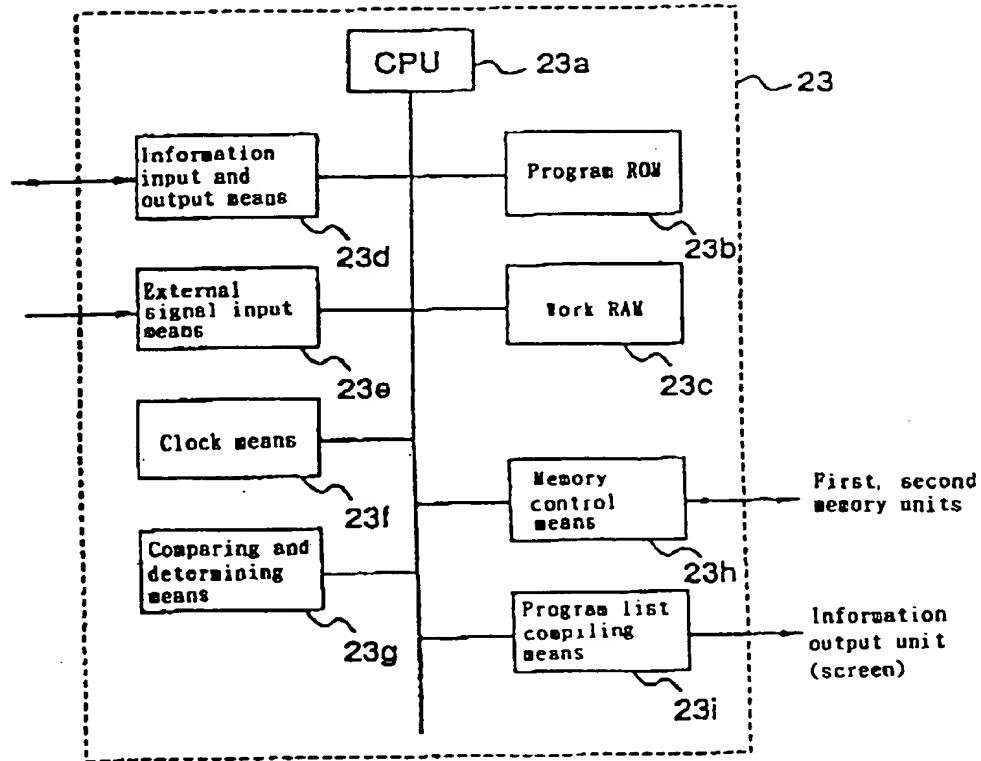 CPU
23a
23
Information
input and
output means
23d
Program ROM
23b
External
signal input
means
23e
Work RAM
23c
Clock means
23f
Memory
control
means
23h
First, second
memory units
Comparing and
determining
means
23g
Program list
compiling
means
23i
Information
output unit
(screen)